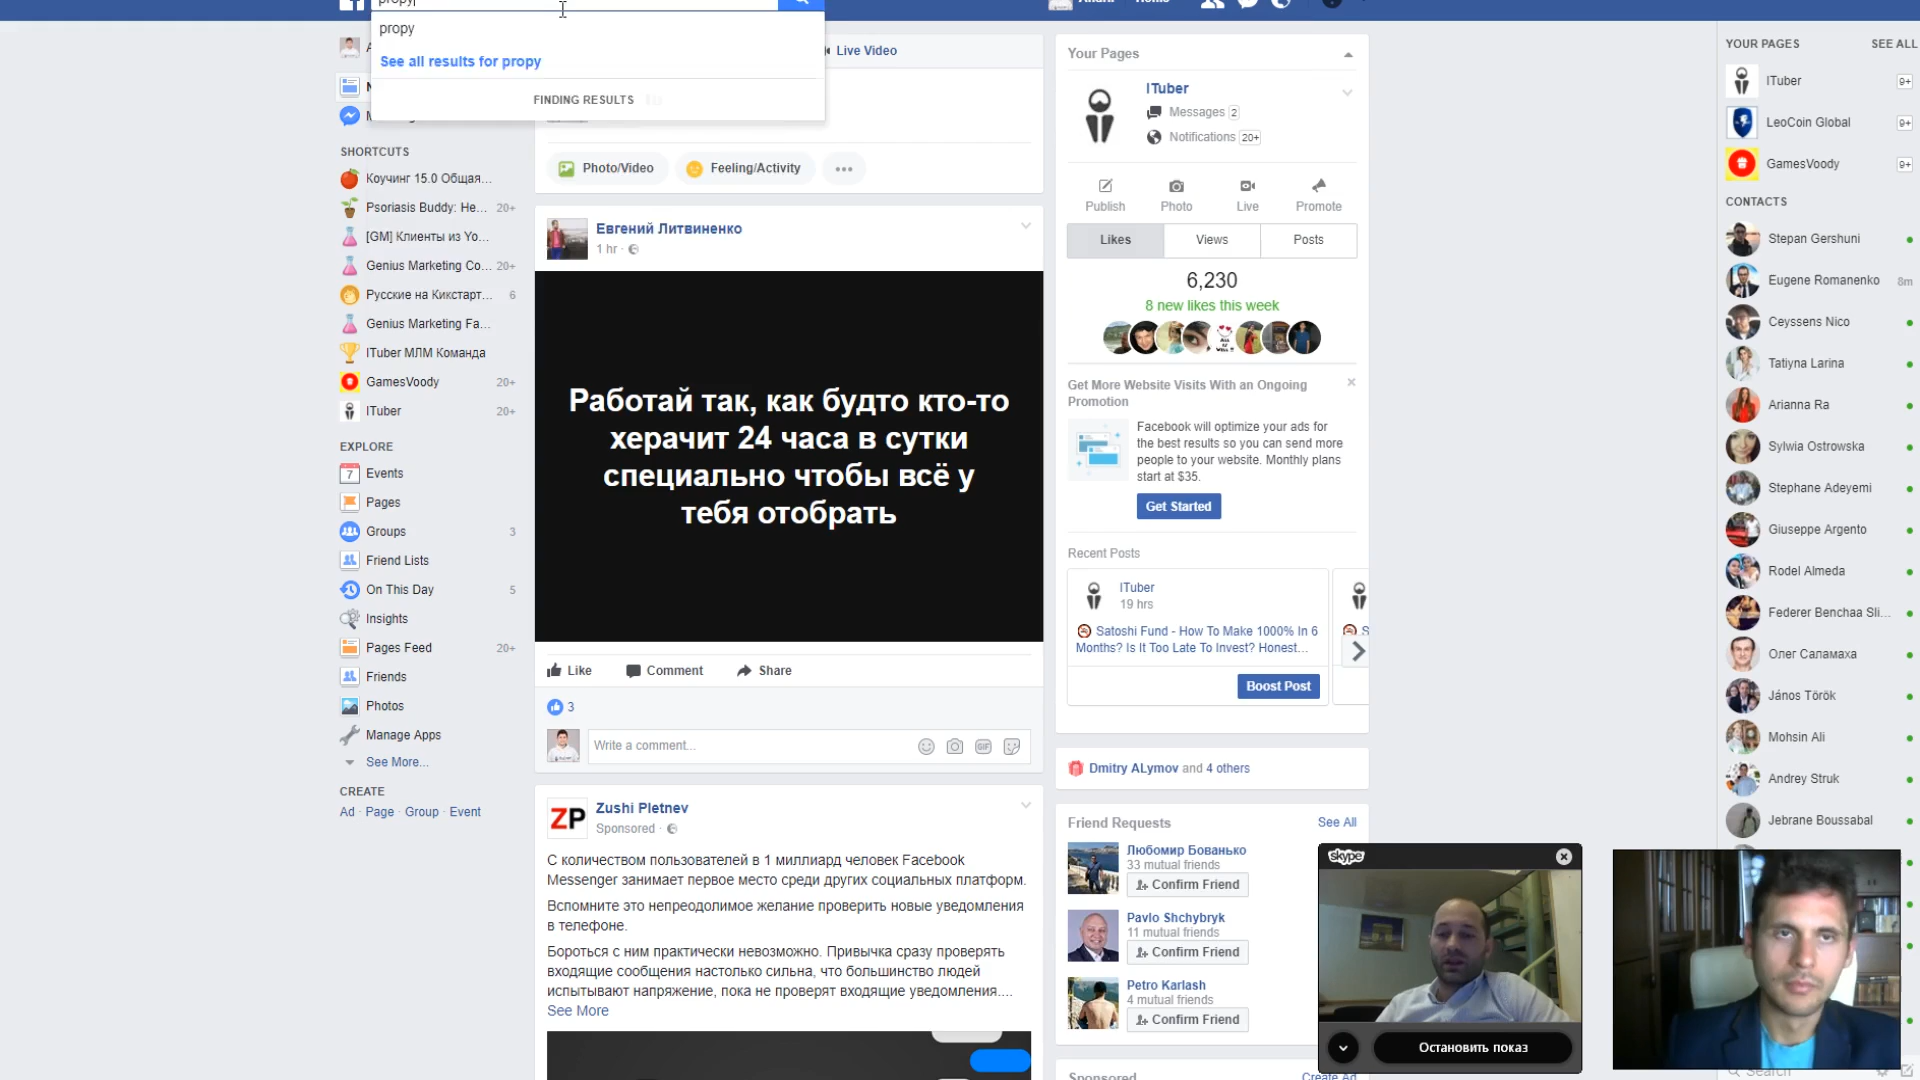 propy
propy
See all results for propy
FINDING RESULTS
SHORTCUTS
Коучинг 15.0 Общая...
Psoriasis Buddy: He... 20+
[GM] Клиенты из Yo...
Genius Marketing Co... 20+
Русские на Кикстарт... 6
Genius Marketing Fa...
ITuber МЛМ Команда
GamesVoody 20+
ITuber 20+
EXPLORE
7 Events
Pages
Groups 3
Friend Lists
On This Day 5
Insights
Pages Feed 20+
Friends
Photos
Manage Apps
See More...
CREATE
Ad · Page · Group · Event
Live Video
Photo/Video
Feeling/Activity
Евгений Литвиненко
1 hr ·
Работай так, как будто кто-то
херачит 24 часа в сутки
специально чтобы всё у
тебя отобрать
Like Comment Share
3
Write a comment...
GIF
ZP
Zushi Pletnev
Sponsored ·
С количеством пользователей в 1 миллиард человек Facebook
Messenger занимает первое место среди других социальных платформ.
Вспомните это непреодолимое желание проверить новые уведомления
в телефоне.
Бороться с ним практически невозможно. Привычка сразу проверять
входящие сообщения настолько сильна, что большинство людей
испытывают напряжение, пока не проверят входящие уведомления....
See More
Your Pages
ITuber
Messages 2
Notifications 20+
Publish Photo Live Promote
Likes Views Posts
6,230
8 new likes this week
Get More Website Visits With an Ongoing
Promotion
Facebook will optimize your ads for
the best results so you can send more
people to your website. Monthly plans
start at $35.
Get Started
Recent Posts
ITuber
19 hrs
Satoshi Fund - How To Make 1000% In 6
Months? Is It Too Late To Invest? Honest...
Boost Post
Dmitry ALymov and 4 others
Friend Requests See All
Любомир Бованько
33 mutual friends
Confirm Friend
Pavlo Shchybryk
11 mutual friends
Confirm Friend
Petro Karlash
4 mutual friends
Confirm Friend
Sponsored Create Ad
YOUR PAGES SEE ALL
ITuber 9+
LeoCoin Global 9+
GamesVoody 9+
CONTACTS
Stepan Gershuni
Eugene Romanenko 8m
Ceyssens Nico
Tatiyna Larina
Arianna Ra
Sylwia Ostrowska
Stephane Adeyemi
Giuseppe Argento
Rodel Almeda
Federer Benchaa Sli...
Олег Саламаха
János Török
Mohsin Ali
Andrey Struk
Jebrane Boussabal
skype
Остановить показ
Search